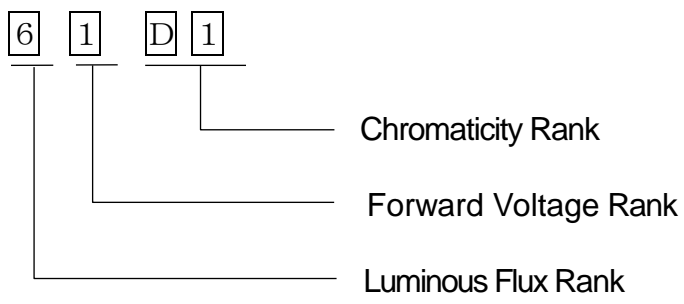 6 1 D 1
Chromaticity Rank
Forward Voltage Rank
Luminous Flux Rank